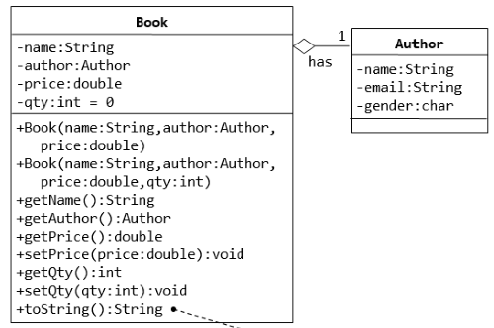 Book
-name:String
-author:Author
-price:double
-qty:int = 0
+Book(name:String,author:Author,
price:double)
+Book(name:String,author:Author,
price:double,qty:int)
+getName():String
+getAuthor():Author
+getPrice():double
+setPrice(price:double):void
+getQty():int
+setQty(qty:int):void
+toString():String
1
has
Author
-name:String
-email:String
-gender:char